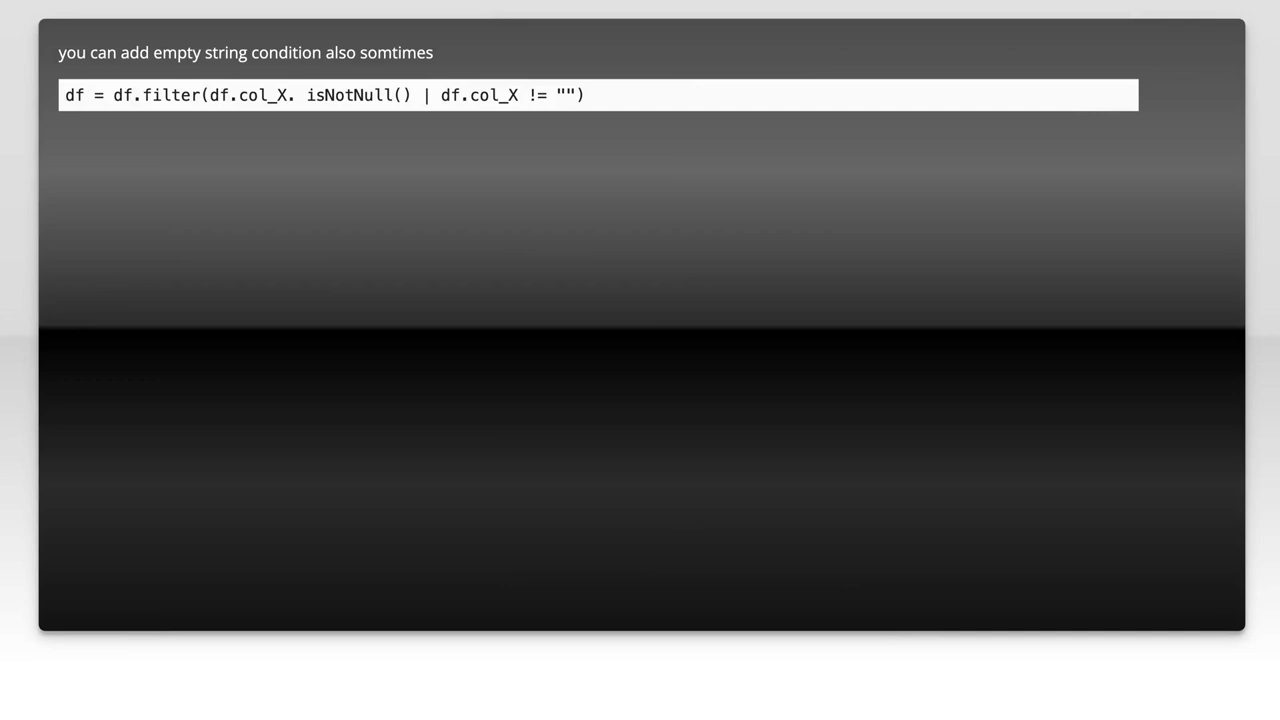 you can add empty string condition also somtimes
df = df.filter(df.col_X. isNotNull() | df.col_X != "")